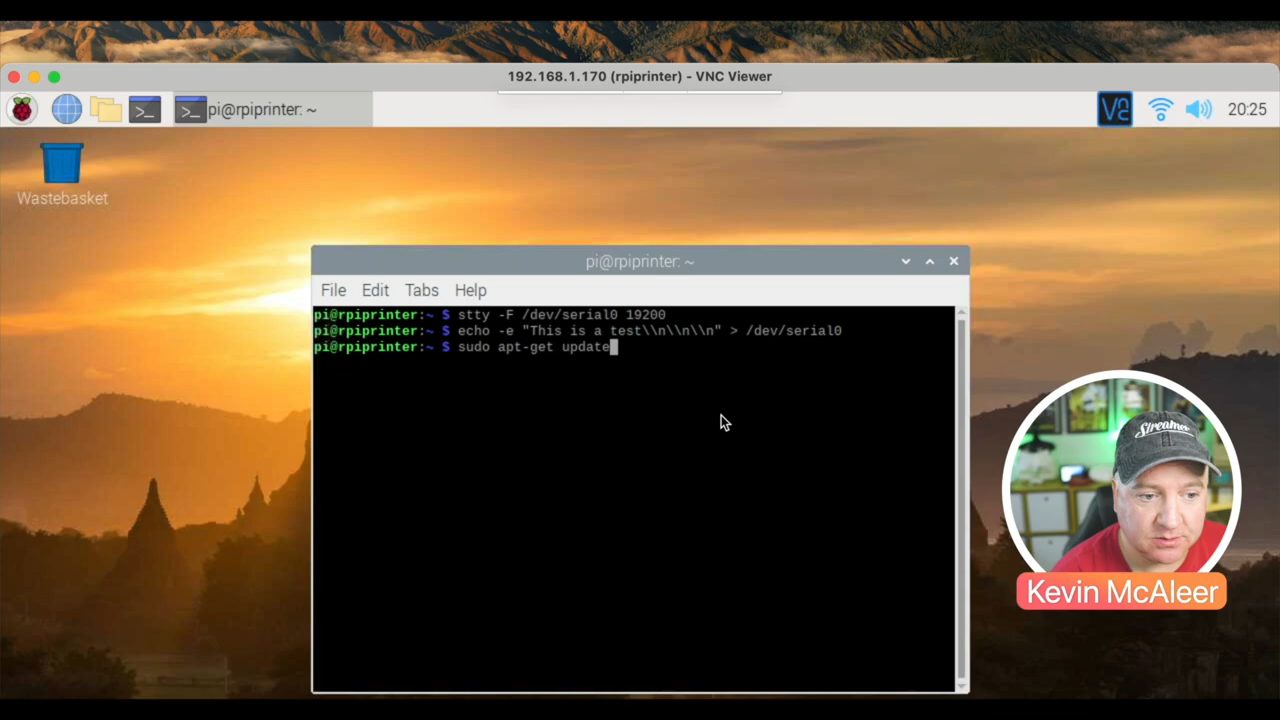 192.168.1.170 (rpiprinter) - VNC Viewer
pi@rpiprinter: ~
20:25
Wastebasket
pi@rpiprinter: ~
File Edit Tabs Help
pi@rpiprinter:~ $ stty -F /dev/serial0 19200
pi@rpiprinter:~ $ echo -e "This is a test\\n\\n\\n" > /dev/serial0
pi@rpiprinter:~ $ sudo apt-get update
Streamer
Kevin McAleer